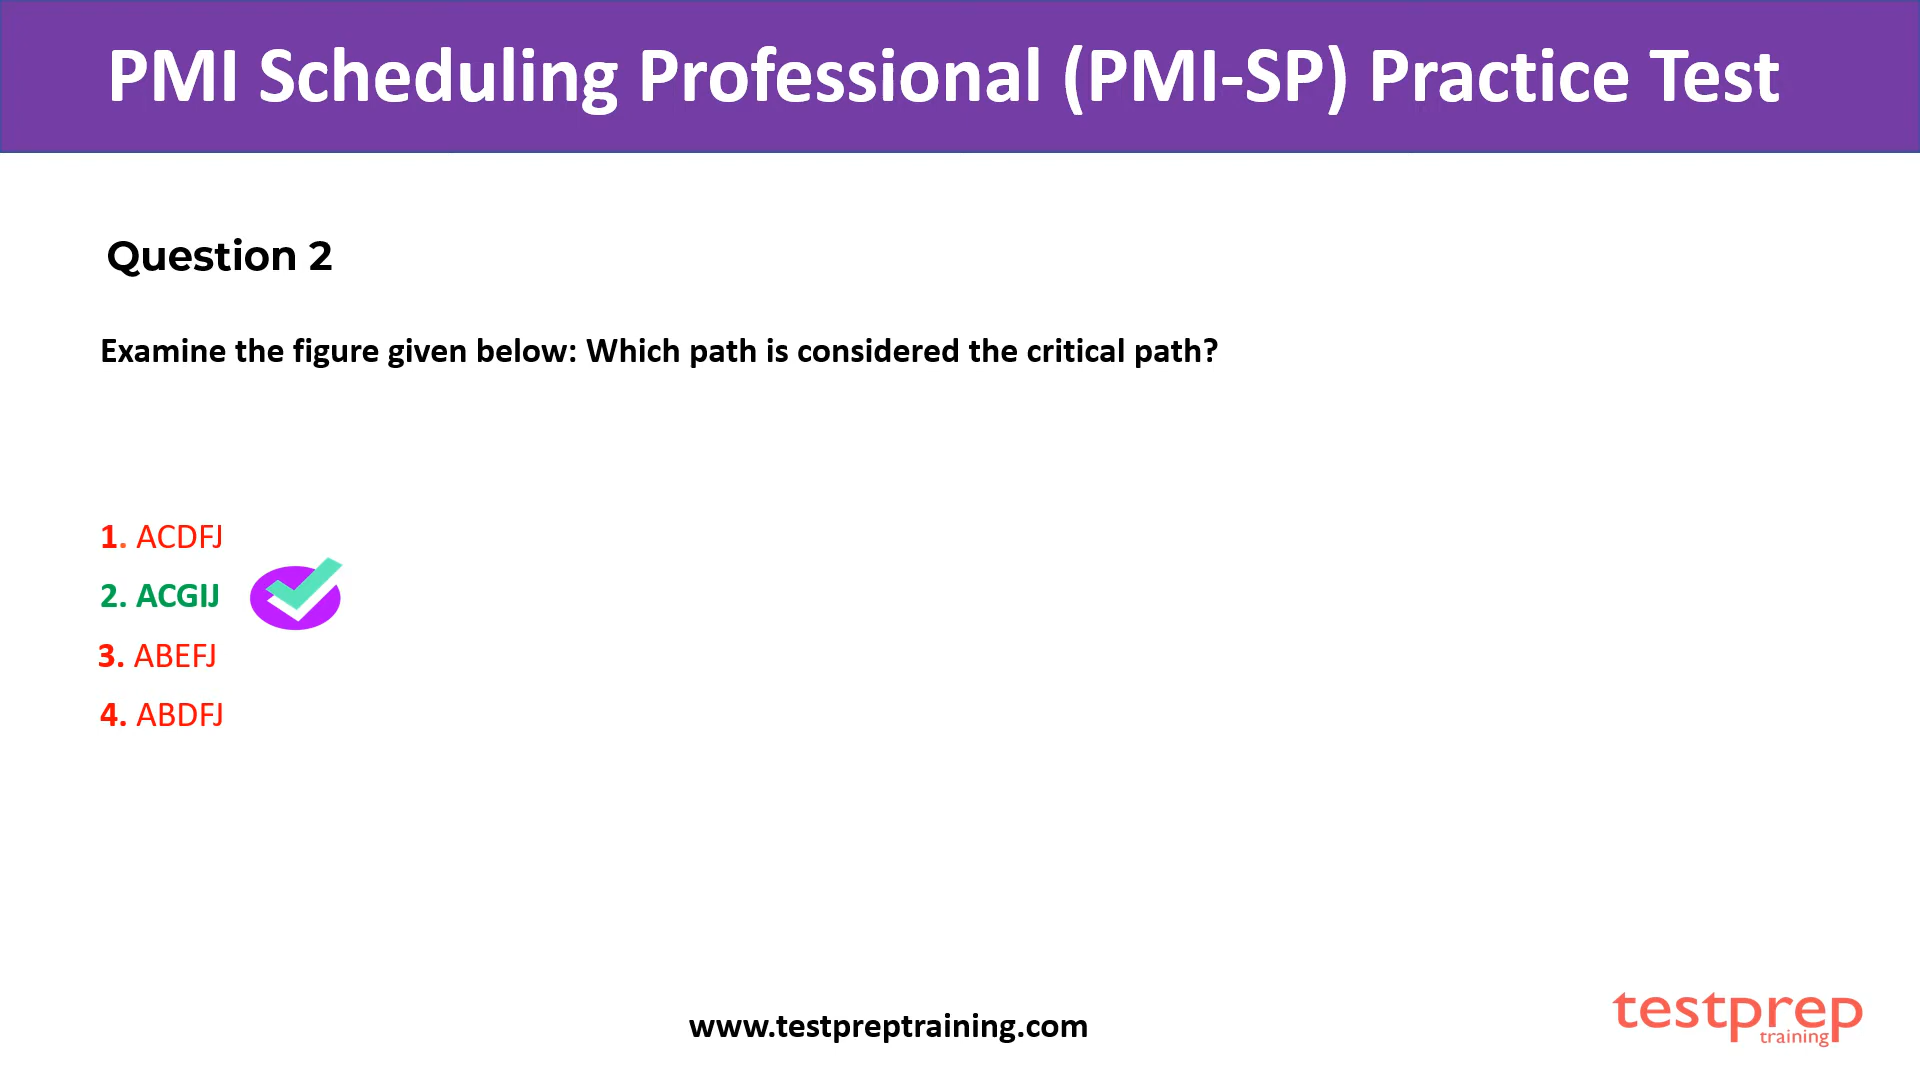 PMI Scheduling Professional (PMI-SP) Practice Test
Question 2
Examine the figure given below: Which path is considered the critical path?
1. ACDFJ
2. ACGIJ
3. ABEFJ
4. ABDFJ
www.testpreptraining.com
testprep
training